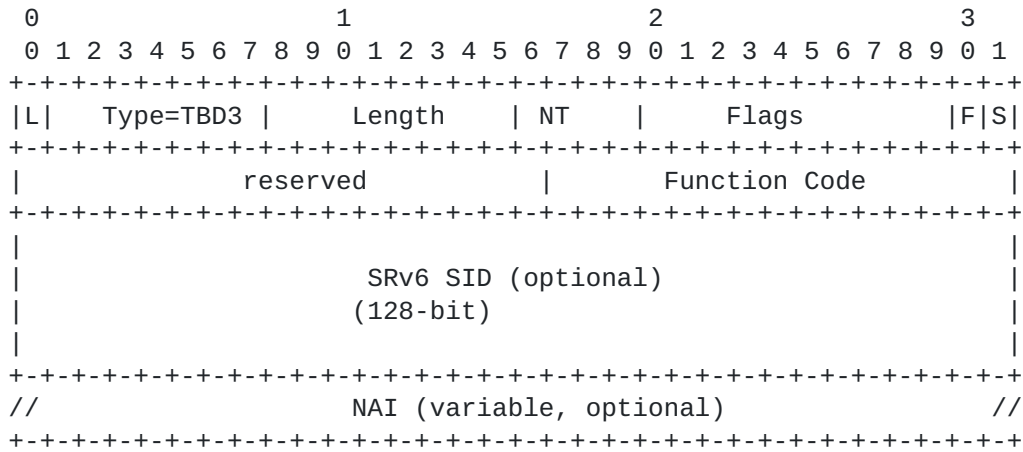 0                   1                   2                   3
 0 1 2 3 4 5 6 7 8 9 0 1 2 3 4 5 6 7 8 9 0 1 2 3 4 5 6 7 8 9 0 1
+-+-+-+-+-+-+-+-+-+-+-+-+-+-+-+-+-+-+-+-+-+-+-+-+-+-+-+-+-+-+-+-+
|L|   Type=TBD3 |     Length    | NT    |     Flags         |F|S|
+-+-+-+-+-+-+-+-+-+-+-+-+-+-+-+-+-+-+-+-+-+-+-+-+-+-+-+-+-+-+-+-+
|              reserved           |       Function Code         |
+-+-+-+-+-+-+-+-+-+-+-+-+-+-+-+-+-+-+-+-+-+-+-+-+-+-+-+-+-+-+-+-+
|                                                               |
|                      SRv6 SID (optional)                      |
|                     (128-bit)                                 |
|                                                               |
+-+-+-+-+-+-+-+-+-+-+-+-+-+-+-+-+-+-+-+-+-+-+-+-+-+-+-+-+-+-+-+-+
//                    NAI (variable, optional)                 //
+-+-+-+-+-+-+-+-+-+-+-+-+-+-+-+-+-+-+-+-+-+-+-+-+-+-+-+-+-+-+-+-+